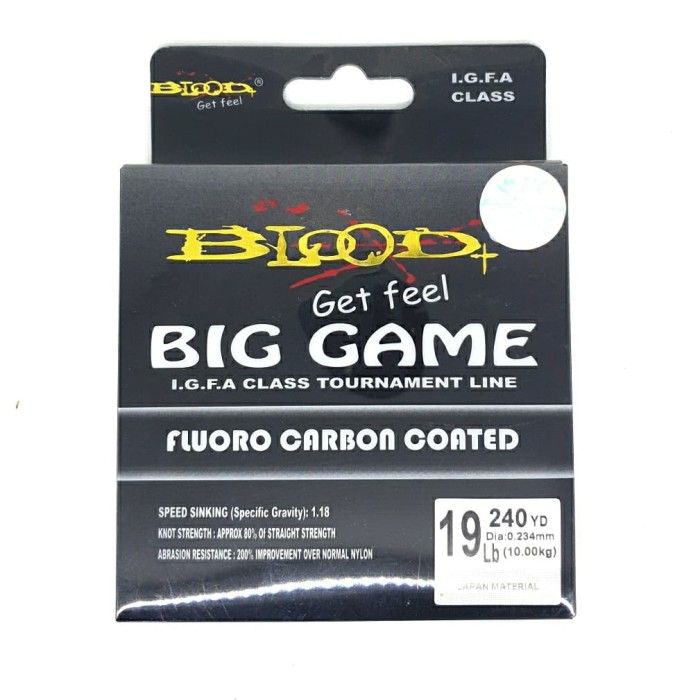 BLOOD®
Get feel
I.G.F.A
CLASS
BLOOD+
Get feel
BIG GAME
I.G.F.A CLASS TOURNAMENT LINE
FLUORO CARBON COATED
SPEED SINKING (Specific Gravity): 1.18
KNOT STRENGTH : APPROX 80% OF STRAIGHT STRENGTH
ABRASION RESISTANCE : 200% IMPROVEMENT OVER NORMAL NYLON
19 Lb
240 YD
Dia:0.234mm
(10.00kg)
JAPAN MATERIAL